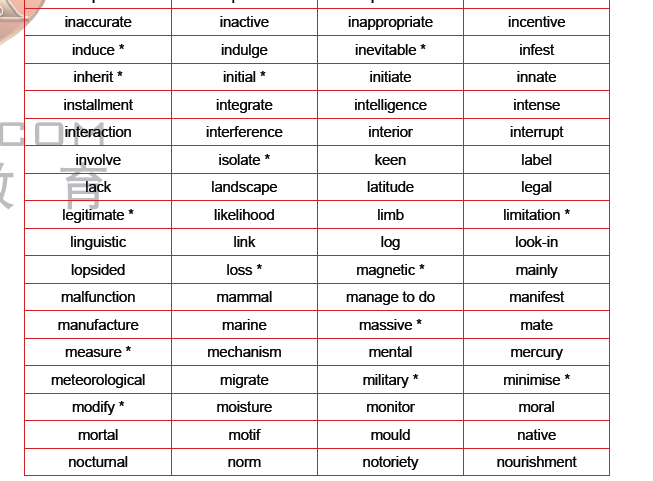 inaccurate inactive inappropriate incentive
induce * indulge inevitable * infest
inherit * initial * initiate innate
installment integrate intelligence intense
interaction interference interior interrupt
involve isolate * keen label
lack landscape latitude legal
legitimate * likelihood limb limitation *
linguistic link log look-in
lopsided loss * magnetic * mainly
malfunction mammal manage to do manifest
manufacture marine massive * mate
measure * mechanism mental mercury
meteorological migrate military * minimise *
modify * moisture monitor moral
mortal motif mould native
nocturnal norm notoriety nourishment
.COM
育